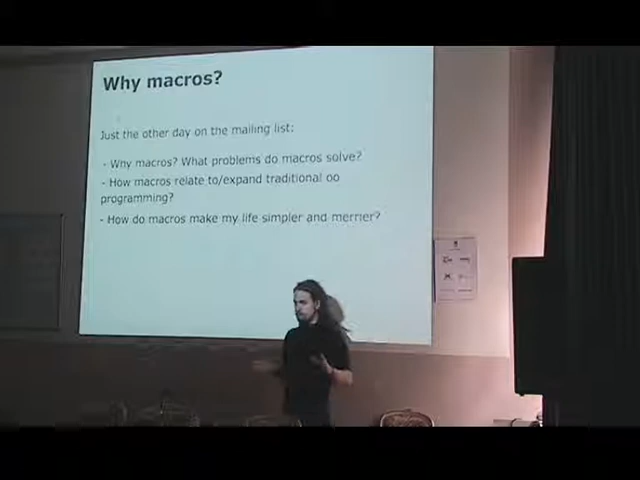 Why macros?
Just the other day on the mailing list:
- Why macros? What problems do macros solve?
- How macros relate to/expand traditional oo
programming?
- How do macros make my life simpler and merrier?